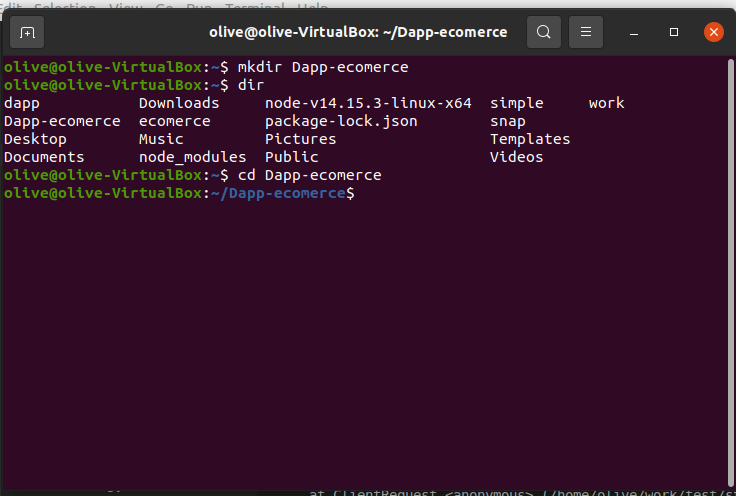 Edit Selection View Go Run Terminal Help
olive@olive-VirtualBox: ~/Dapp-ecomerce
olive@olive-VirtualBox:~$ mkdir Dapp-ecomerce
olive@olive-VirtualBox:~$ dir
dapp Downloads node-v14.15.3-linux-x64 simple work
Dapp-ecomerce ecomerce package-lock.json snap
Desktop Music Pictures Templates
Documents node_modules Public Videos
olive@olive-VirtualBox:~$ cd Dapp-ecomerce
olive@olive-VirtualBox:~/Dapp-ecomerce$
at ClientRequest.<anonymous> (/home/olive/work/test/s